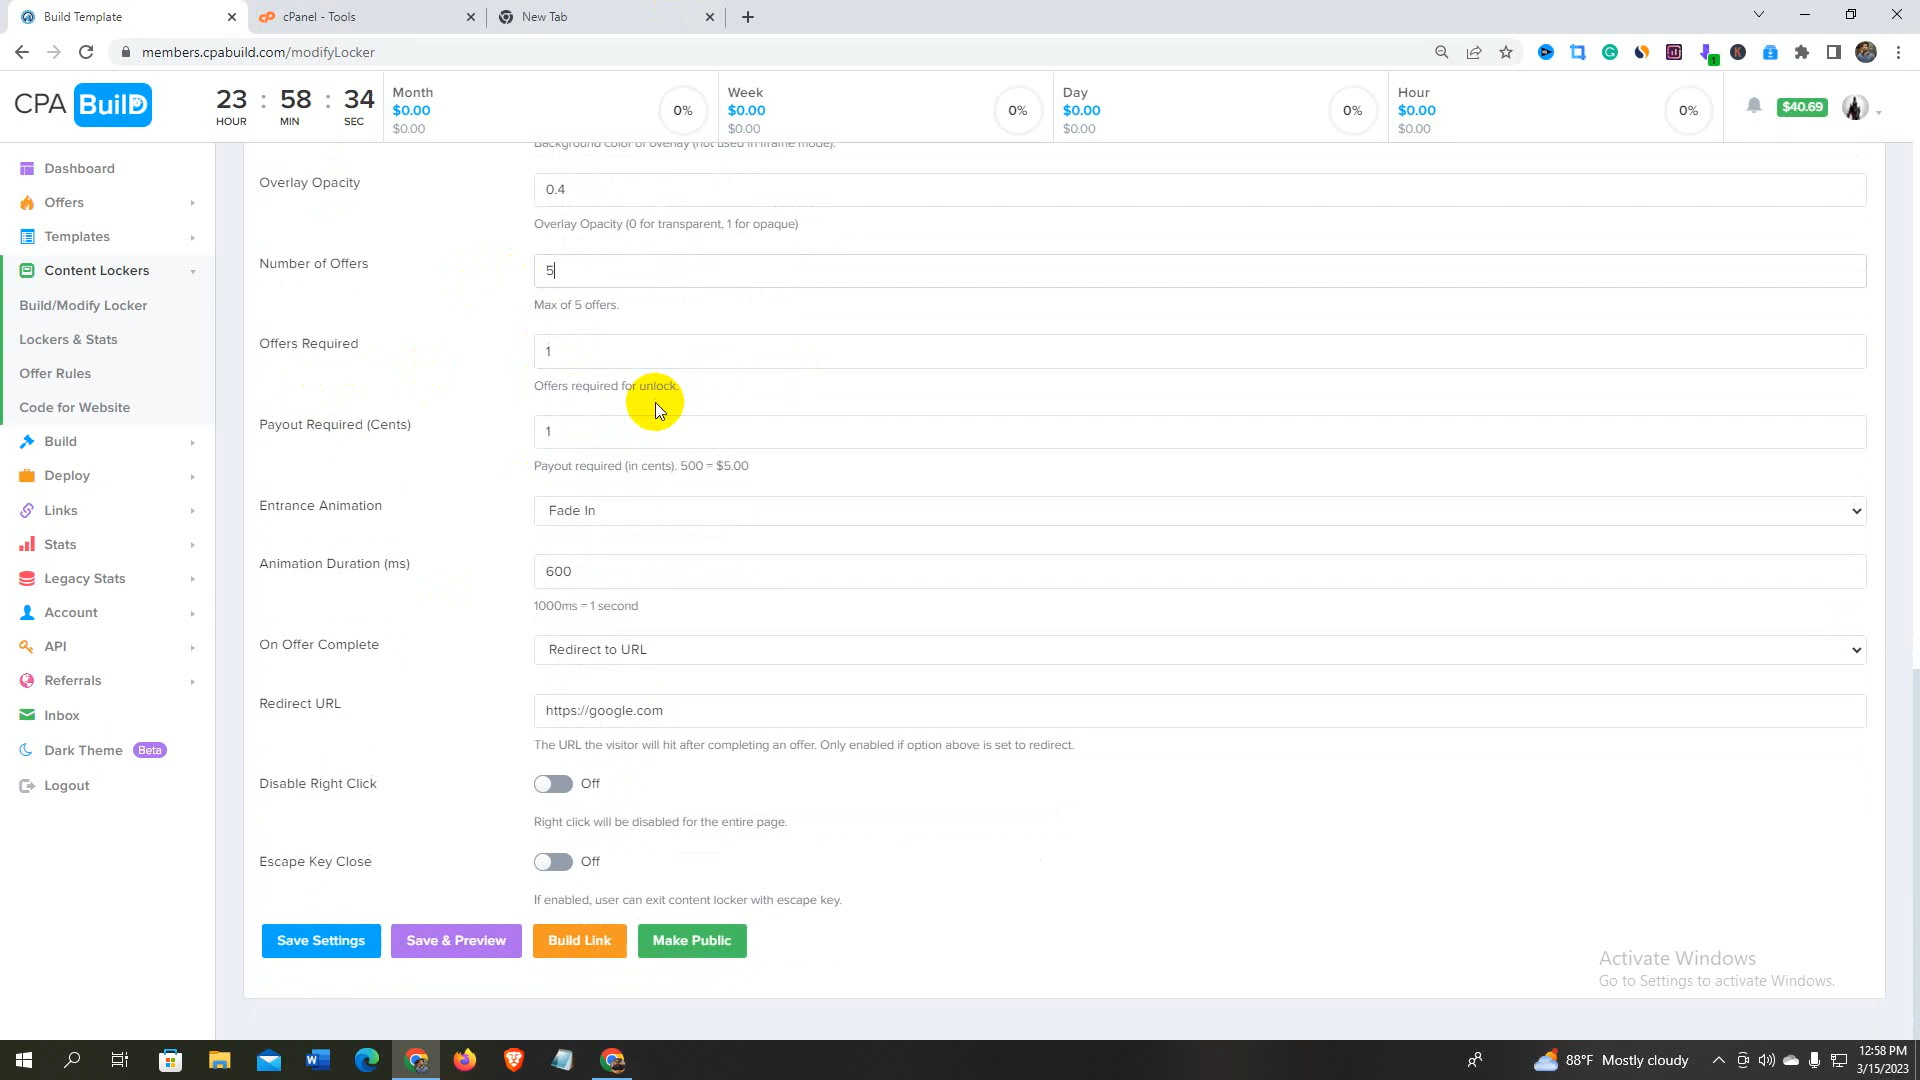 Build Template
cPanel - Tools
New Tab
members.cpabuild.com/modifyLocker
1
CPA BuilD
23 : 58 : 34
HOUR MIN SEC
Month
$0.00
$0.00
0%
Week
$0.00
$0.00
0%
Day
$0.00
$0.00
0%
Hour
$0.00
$0.00
0%
$40.69
Dashboard
Offers
Templates
Content Lockers
Build/Modify Locker
Lockers & Stats
Offer Rules
Code for Website
Build
Deploy
Links
Stats
Legacy Stats
Account
API
Referrals
Inbox
Dark Theme Beta
Logout
Background color of overlay (not used in iframe mode).
Overlay Opacity
0.4
Overlay Opacity (0 for transparent, 1 for opaque)
Number of Offers
5
Max of 5 offers.
Offers Required
1
Offers required for unlock.
Payout Required (Cents)
1
Payout required (in cents). 500 = $5.00
Entrance Animation
Fade In
Animation Duration (ms)
600
1000ms = 1 second
On Offer Complete
Redirect to URL
Redirect URL
https://google.com
The URL the visitor will hit after completing an offer. Only enabled if option above is set to redirect.
Disable Right Click
Off
Right click will be disabled for the entire page.
Escape Key Close
Off
If enabled, user can exit content locker with escape key.
Save Settings
Save & Preview
Build Link
Make Public
Activate Windows
Go to Settings to activate Windows.
88°F Mostly cloudy
12:58 PM
3/15/2023